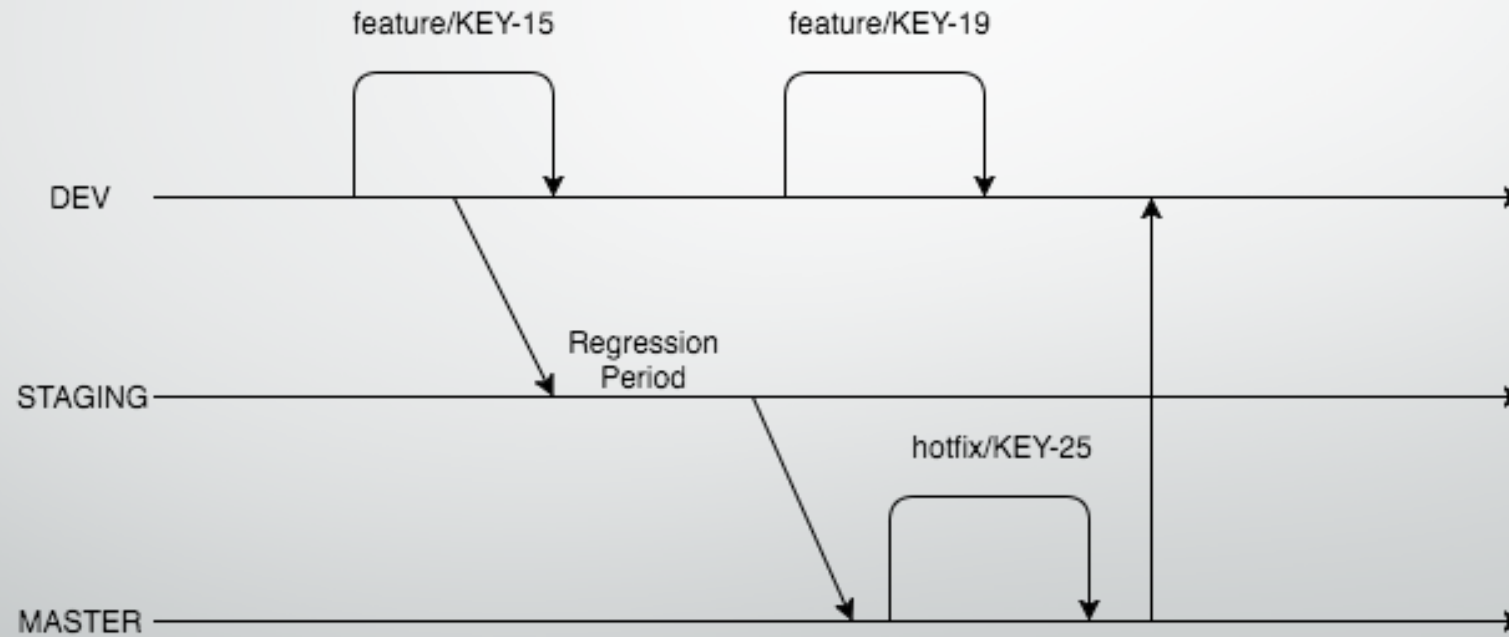 feature/KEY-15
feature/KEY-19
DEV
Regression
Period
STAGING
hotfix/KEY-25
MASTER